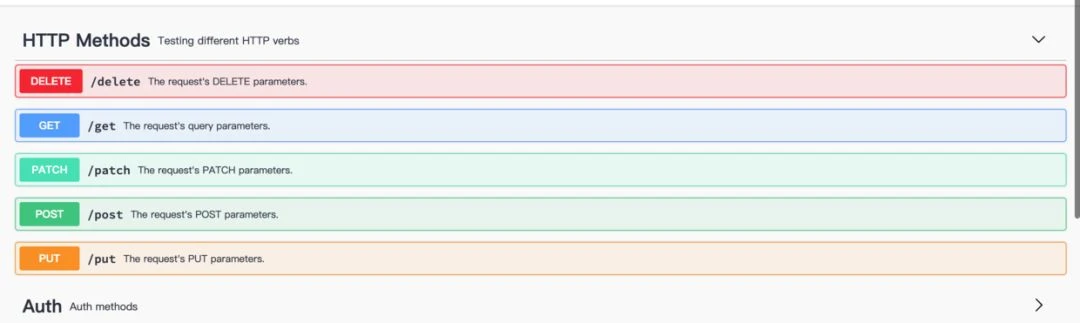 HTTP Methods Testing different HTTP verbs
DELETE /delete The request's DELETE parameters.
GET /get The request's query parameters.
PATCH /patch The request's PATCH parameters.
POST /post The request's POST parameters.
PUT /put The request's PUT parameters.
Auth Auth methods